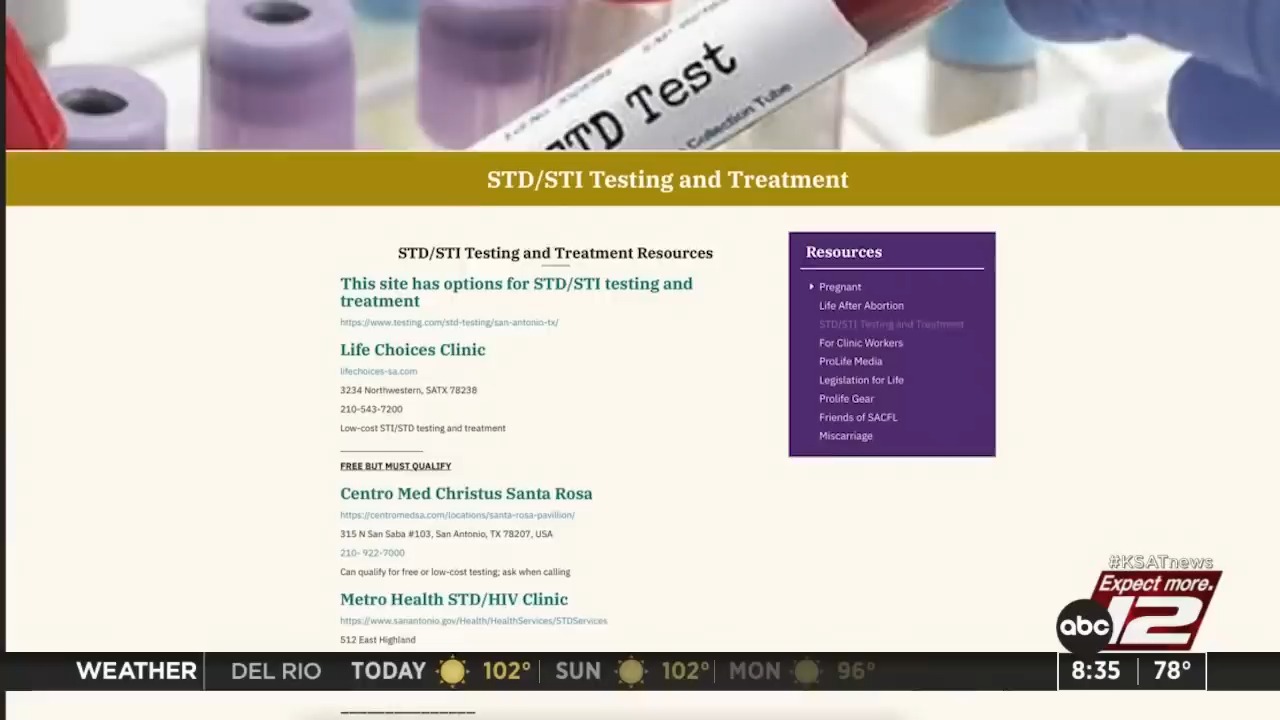 STD Test
Collection Tube
STD/STI Testing and Treatment
STD/STI Testing and Treatment Resources
This site has options for STD/STI testing and
treatment
https://www.testing.com/std-testing/san-antonio-tx/
Life Choices Clinic
lifechoices-sa.com
3234 Northwestern, SATX 78238
210-543-7200
Low-cost STI/STD testing and treatment
FREE BUT MUST QUALIFY
Centro Med Christus Santa Rosa
https://centromedsa.com/locations/santa-rosa-pavillion/
315 N San Saba #103, San Antonio, TX 78207, USA
210- 922-7000
Can qualify for free or low-cost testing; ask when calling
Metro Health STD/HIV Clinic
https://www.sanantonio.gov/Health/HealthServices/STDServices
512 East Highland
Resources
Pregnant
Life After Abortion
STD/STI Testing and Treatment
For Clinic Workers
ProLife Media
Legislation for Life
Prolife Gear
Friends of SACFL
Miscarriage
#KSATnews
Expect more.
abc 12
WEATHER DEL RIO TODAY 102° SUN 102° MON 96°
8:35 78°